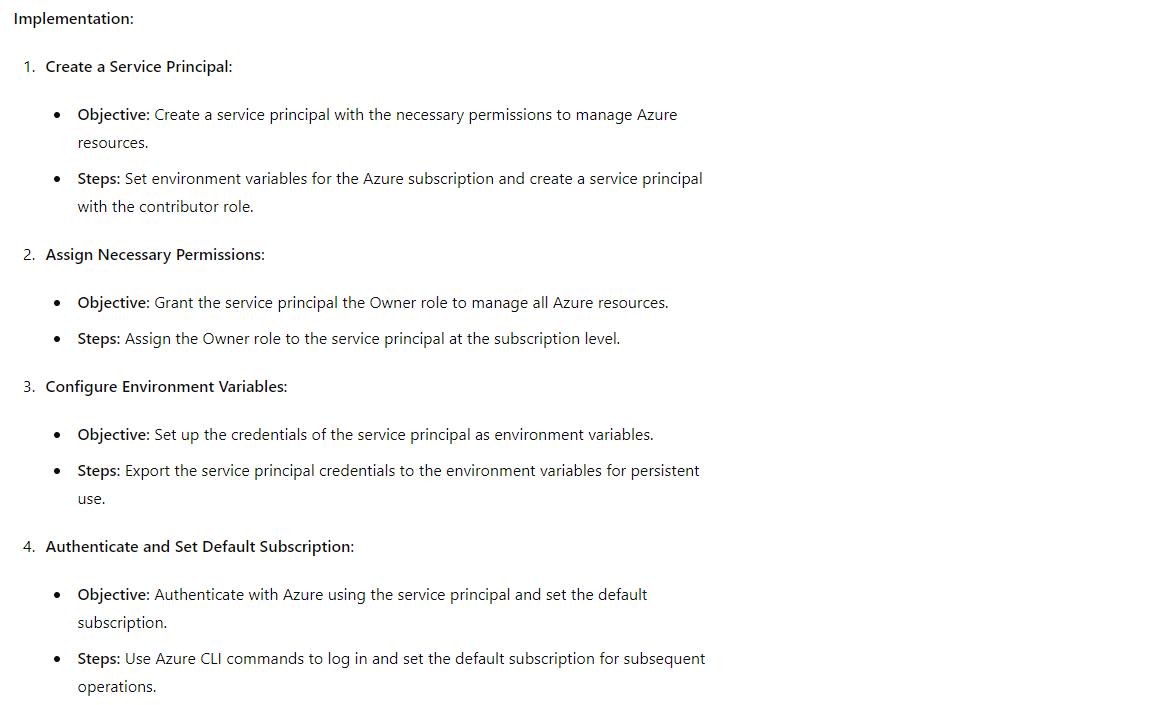 Implementation:
1. Create a Service Principal:
• Objective: Create a service principal with the necessary permissions to manage Azure
resources.
• Steps: Set environment variables for the Azure subscription and create a service principal
with the contributor role.
2. Assign Necessary Permissions:
• Objective: Grant the service principal the Owner role to manage all Azure resources.
• Steps: Assign the Owner role to the service principal at the subscription level.
3. Configure Environment Variables:
• Objective: Set up the credentials of the service principal as environment variables.
• Steps: Export the service principal credentials to the environment variables for persistent
use.
4. Authenticate and Set Default Subscription:
• Objective: Authenticate with Azure using the service principal and set the default
subscription.
• Steps: Use Azure CLI commands to log in and set the default subscription for subsequent
operations.